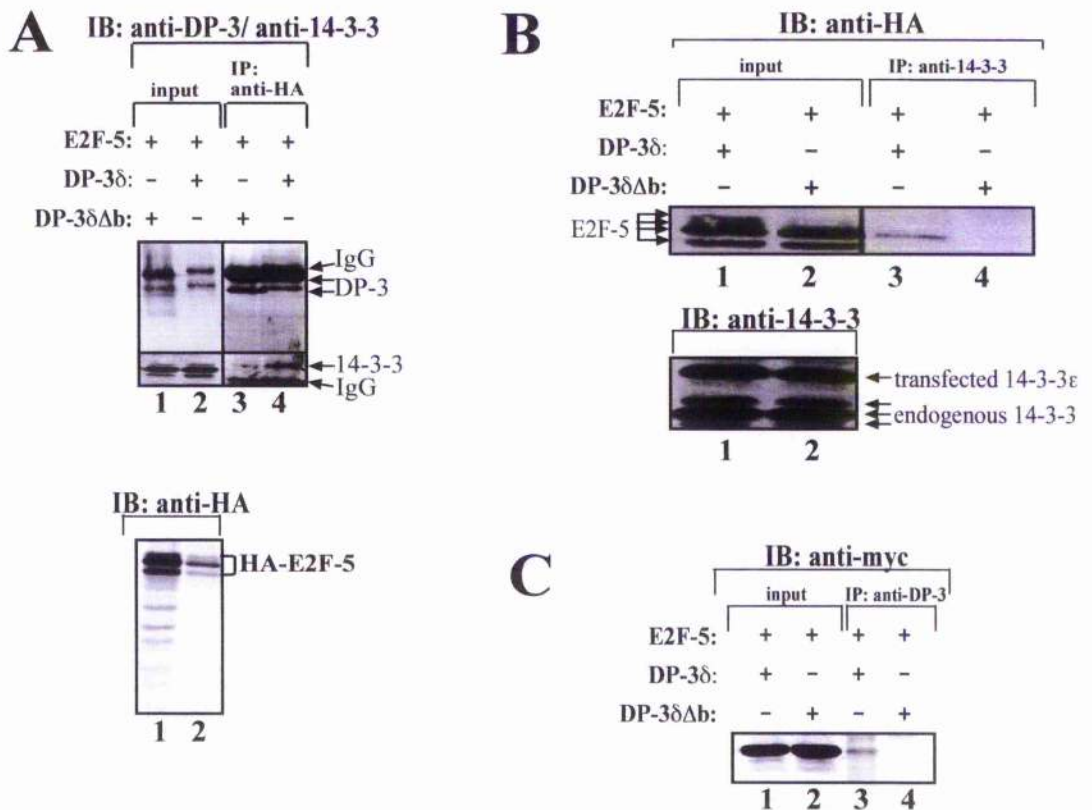 A
IB: anti-DP-3/ anti-14-3-3
input
IP:
anti-HA
E2F-5: + + + +
DP-3δ: - + - +
DP-3δΔb: + - + -
IgG
DP-3
14-3-3
IgG
1 2 3 4
IB: anti-HA
HA-E2F-5
1 2
B
IB: anti-HA
input IP: anti-14-3-3
E2F-5: + + + +
DP-3δ: + - + -
DP-3δΔb: - + - +
E2F-5
1 2 3 4
IB: anti-14-3-3
transfected 14-3-3ε
endogenous 14-3-3
1 2
C
IB: anti-myc
input IP: anti-DP-3
E2F-5: + + + +
DP-3δ: + - + -
DP-3δΔb: - + - +
1 2 3 4